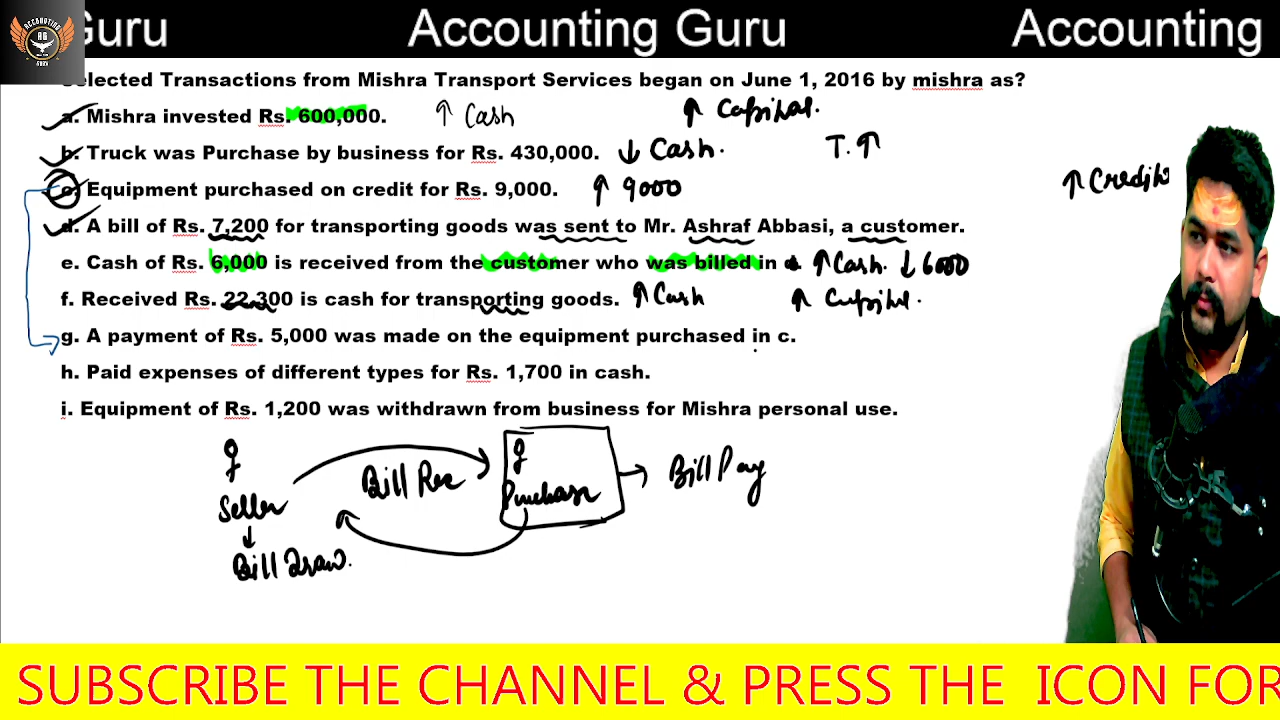 Guru Accounting Guru Accounting
ACCOUNTING
AG
GURU
elected Transactions from Mishra Transport Services began on June 1, 2016 by mishra as?
a. Mishra invested Rs. 600,000. ↑ Cash ↑ Capital.
b. Truck was Purchase by business for Rs. 430,000. ↓ Cash. T. ↑
c. Equipment purchased on credit for Rs. 9,000. ↑ 9000 ↑ Credito
d. A bill of Rs. 7,200 for transporting goods was sent to Mr. Ashraf Abbasi, a customer.
e. Cash of Rs. 6,000 is received from the customer who was billed in d. ↑ Cash. ↓ 6000
f. Received Rs. 22,300 is cash for transporting goods. ↑ Cash ↑ Capital.
g. A payment of Rs. 5,000 was made on the equipment purchased in c.
h. Paid expenses of different types for Rs. 1,700 in cash.
i. Equipment of Rs. 1,200 was withdrawn from business for Mishra personal use.
Seller Bill Rec Purchase → Bill Pay
↓
Bill Draw.
SUBSCRIBE THE CHANNEL & PRESS THE ICON FOR